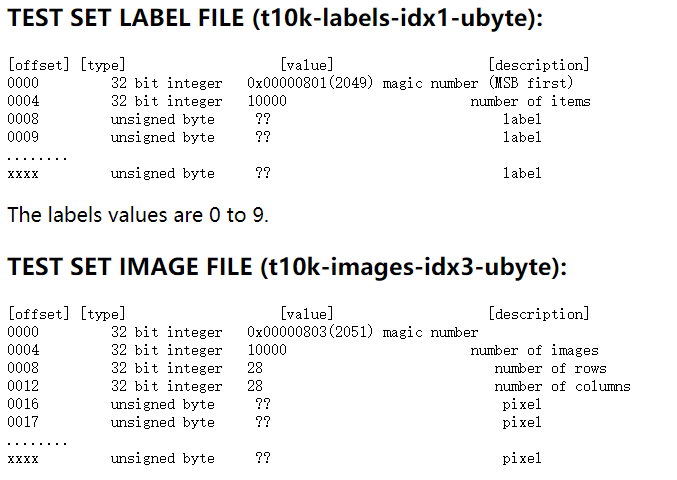 TEST SET LABEL FILE (t10k-labels-idx1-ubyte):
[offset] [type] [value] [description]
0000 32 bit integer 0x00000801(2049) magic number (MSB first)
0004 32 bit integer 10000 number of items
0008 unsigned byte ?? label
0009 unsigned byte ?? label
........
xxxx unsigned byte ?? label
The labels values are 0 to 9.
TEST SET IMAGE FILE (t10k-images-idx3-ubyte):
[offset] [type] [value] [description]
0000 32 bit integer 0x00000803(2051) magic number
0004 32 bit integer 10000 number of images
0008 32 bit integer 28 number of rows
0012 32 bit integer 28 number of columns
0016 unsigned byte ?? pixel
0017 unsigned byte ?? pixel
........
xxxx unsigned byte ?? pixel